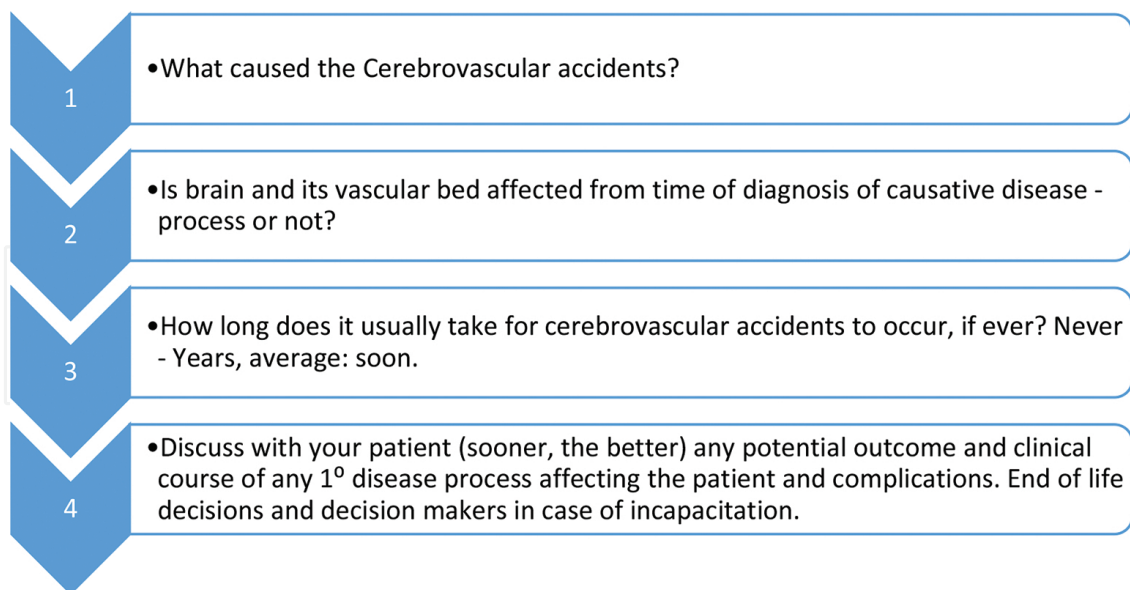 1
•What caused the Cerebrovascular accidents?
2
•Is brain and its vascular bed affected from time of diagnosis of causative disease -
process or not?
3
•How long does it usually take for cerebrovascular accidents to occur, if ever? Never
- Years, average: soon.
4
•Discuss with your patient (sooner, the better) any potential outcome and clinical
course of any 1⁰ disease process affecting the patient and complications. End of life
decisions and decision makers in case of incapacitation.